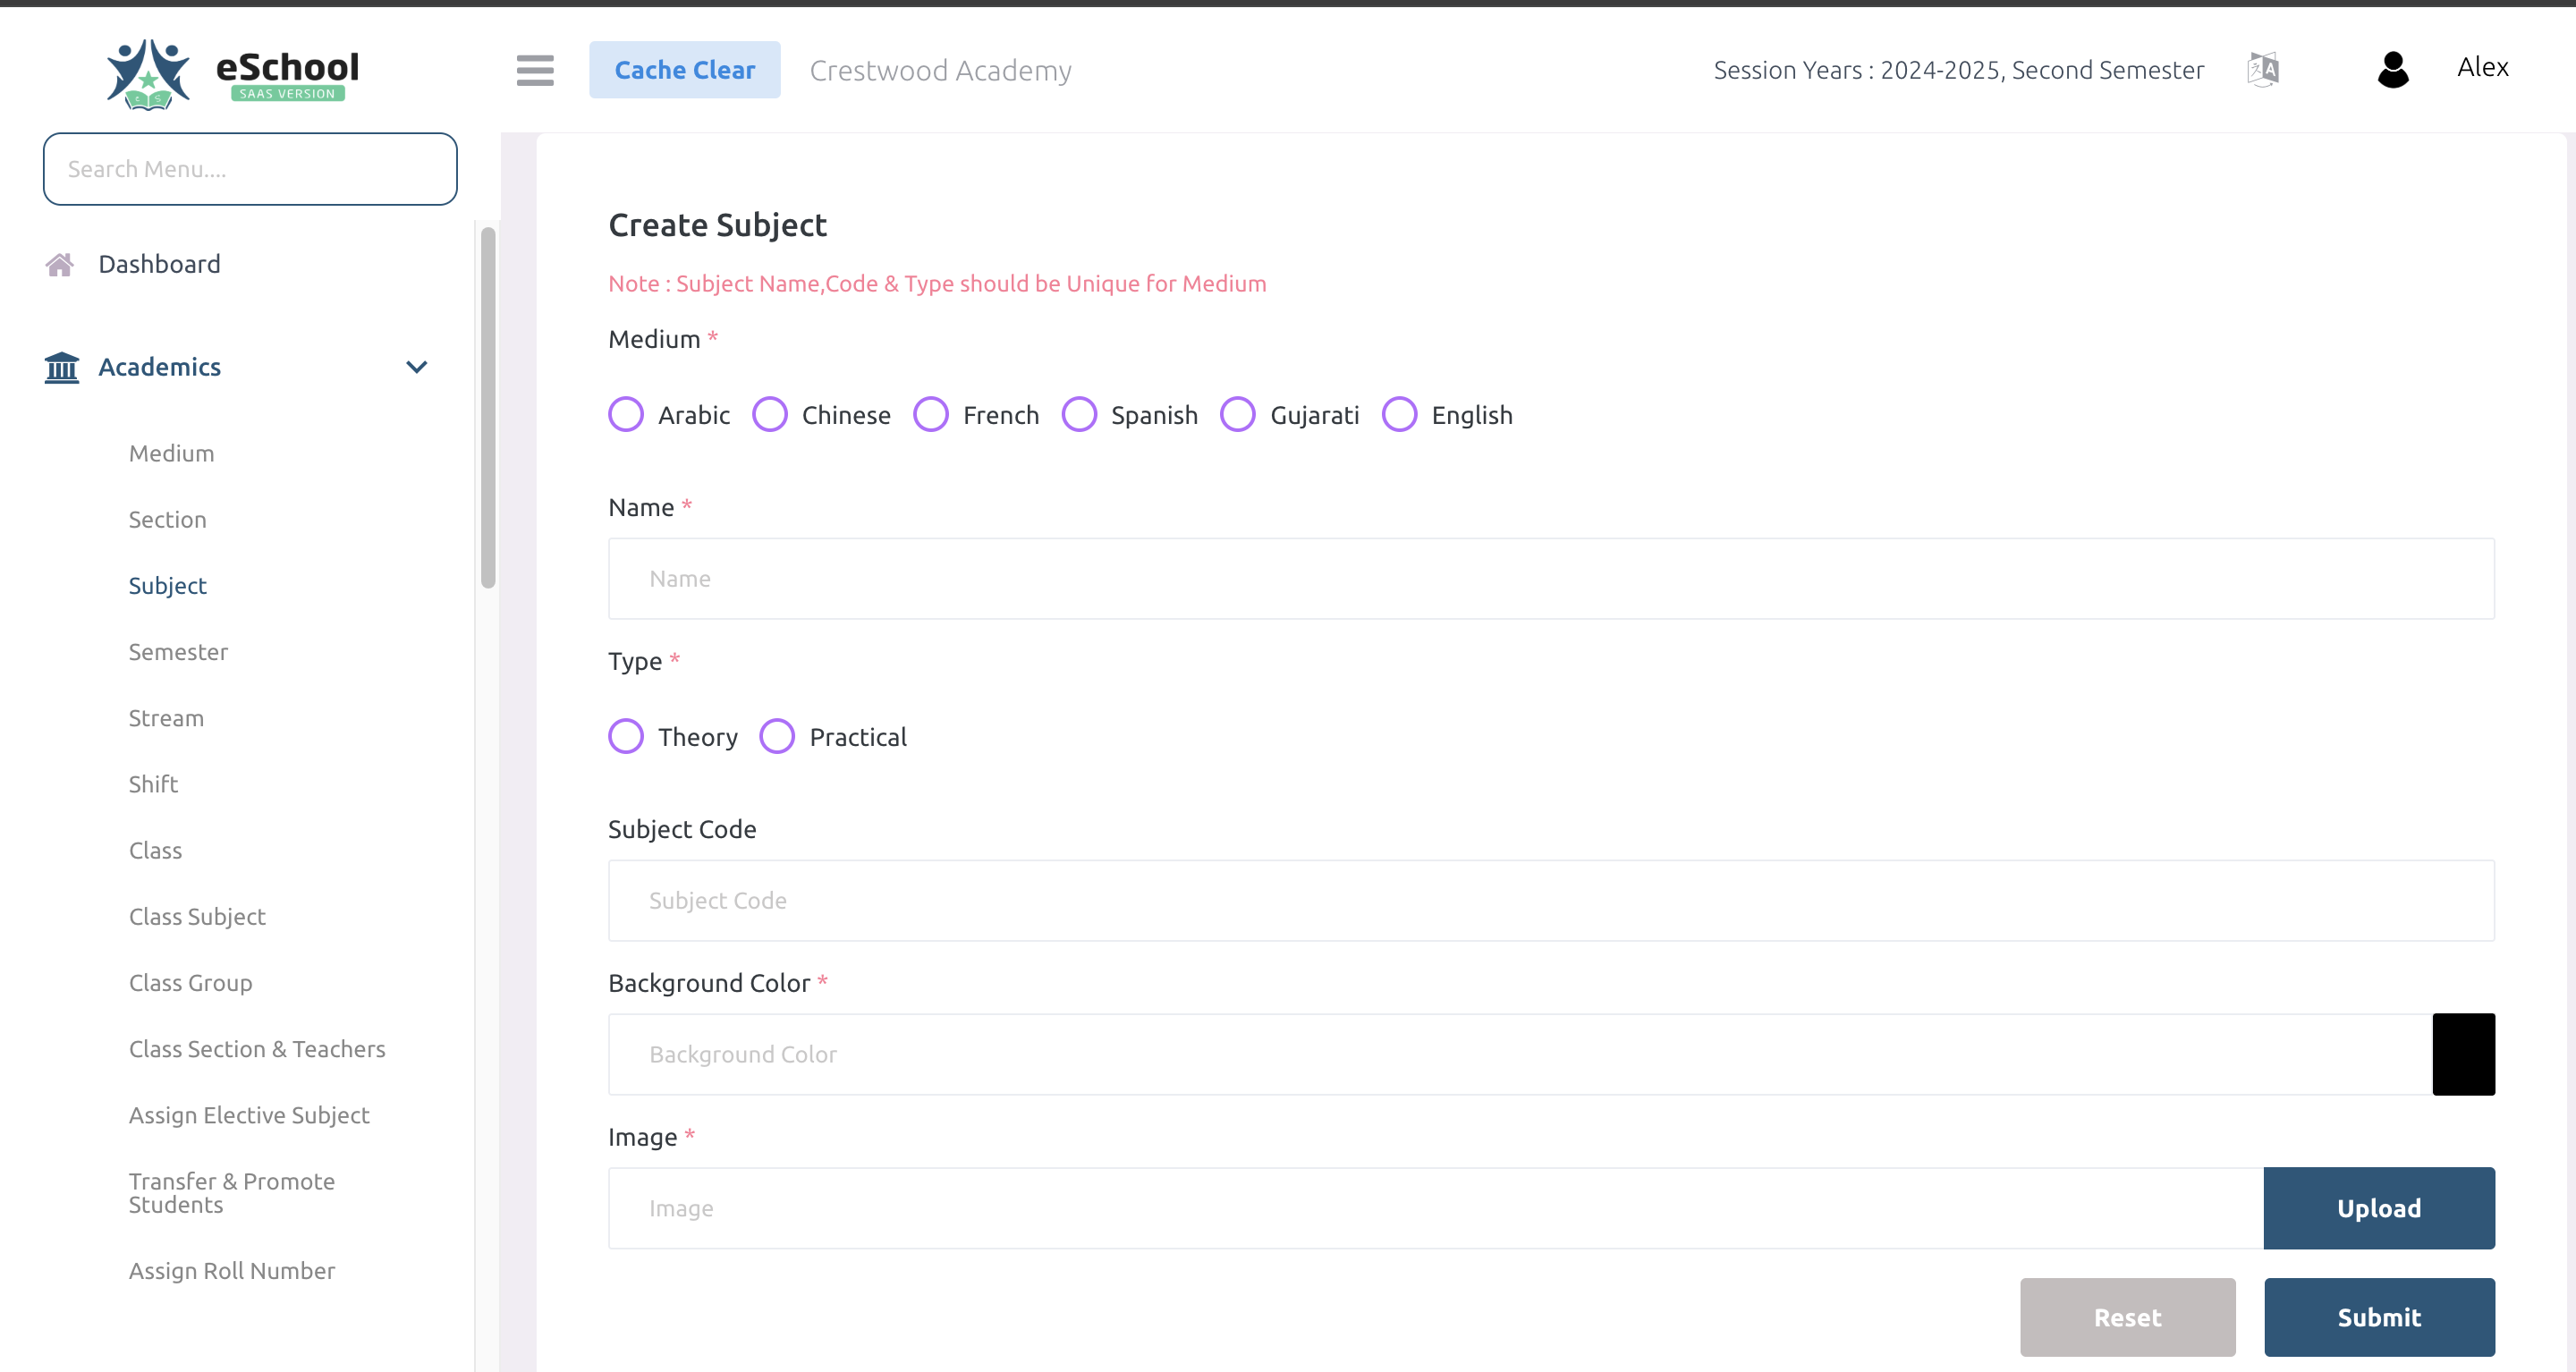 eSchool
SAAS VERSION
Cache Clear
Crestwood Academy
Session Years : 2024-2025, Second Semester
Alex
Search Menu....
Dashboard
Academics
Medium
Section
Subject
Semester
Stream
Shift
Class
Class Subject
Class Group
Class Section & Teachers
Assign Elective Subject
Transfer & Promote
Students
Assign Roll Number
Create Subject
Note : Subject Name,Code & Type should be Unique for Medium
Medium *
Arabic Chinese French Spanish Gujarati English
Name *
Name
Type *
Theory Practical
Subject Code
Subject Code
Background Color *
Background Color
Image *
Image
Upload
Reset
Submit